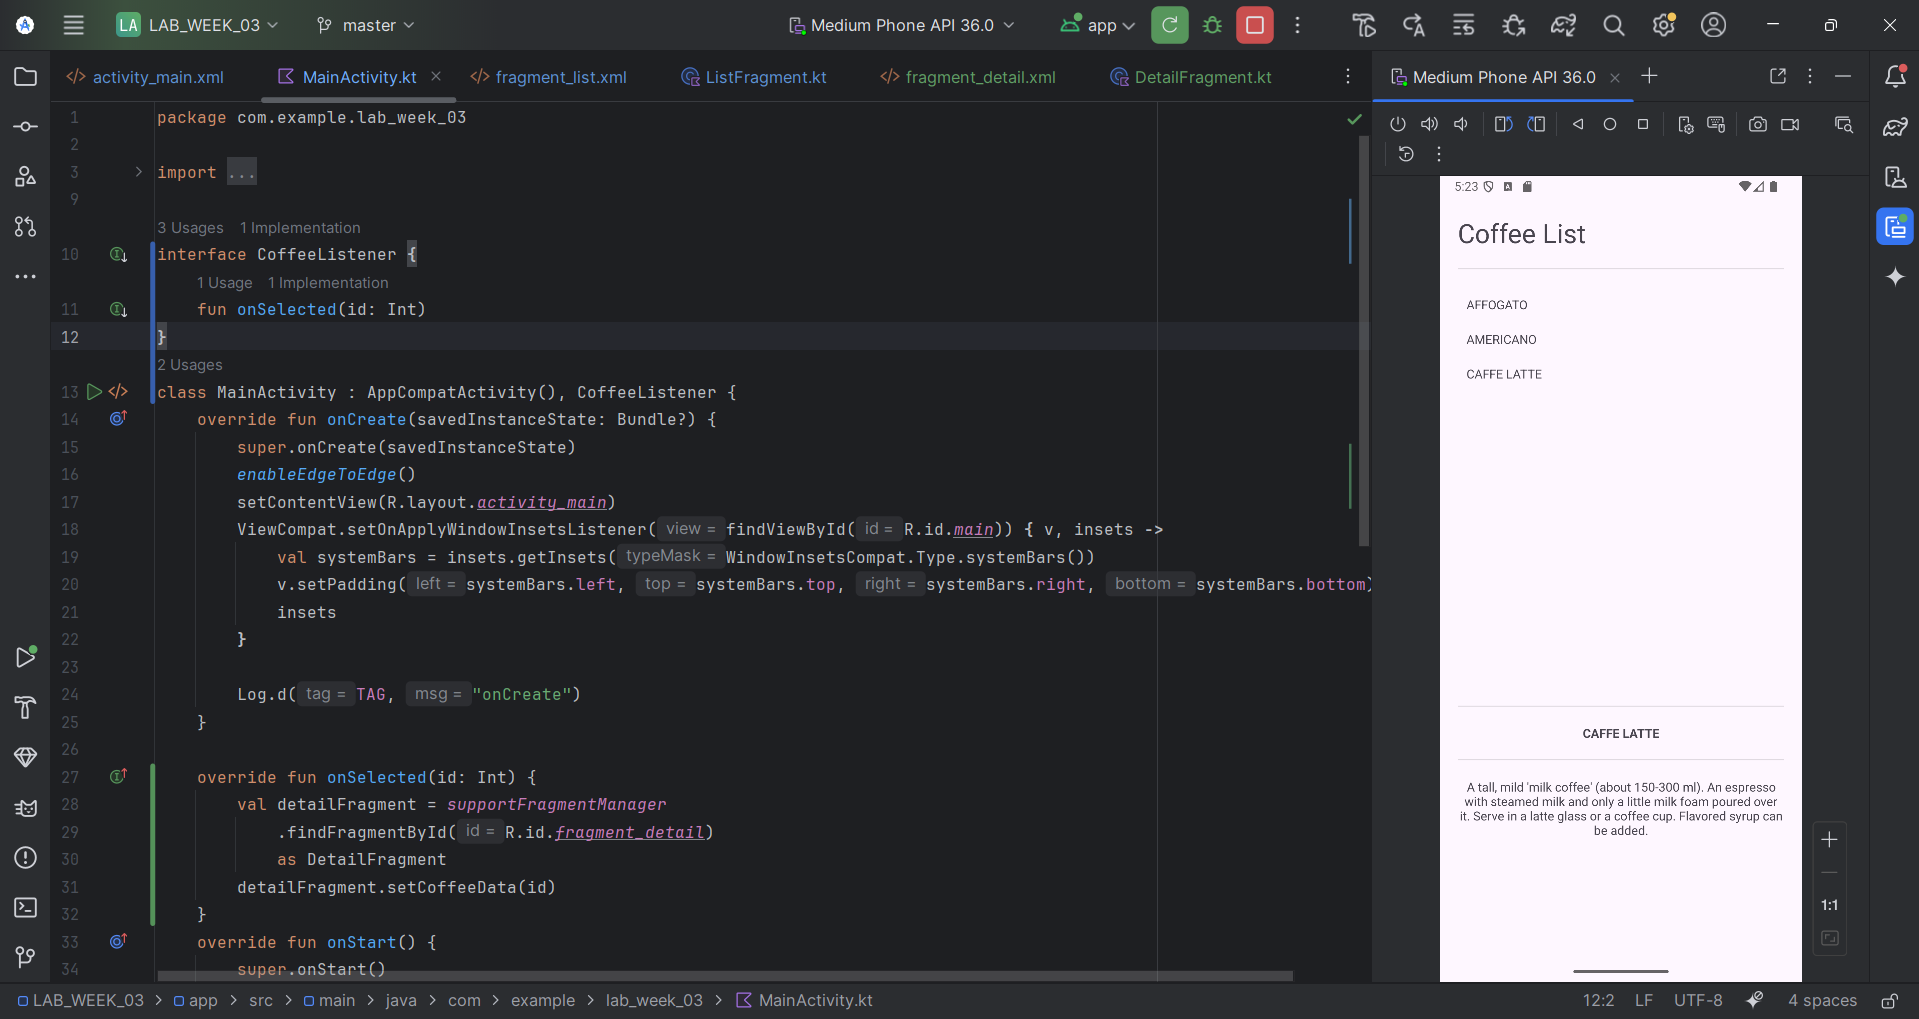 LA LAB_WEEK_03 master Medium Phone API 36.0 app
activity_main.xml MainActivity.kt fragment_list.xml ListFragment.kt fragment_detail.xml DetailFragment.kt Medium Phone API 36.0
1 package com.example.lab_week_03
2
3 import ...
9
3 Usages 1 Implementation
10 interface CoffeeListener {
1 Usage 1 Implementation
11 fun onSelected(id: Int)
12 }
2 Usages
13 class MainActivity : AppCompatActivity(), CoffeeListener {
14 override fun onCreate(savedInstanceState: Bundle?) {
15 super.onCreate(savedInstanceState)
16 enableEdgeToEdge()
17 setContentView(R.layout.activity_main)
18 ViewCompat.setOnApplyWindowInsetsListener( view = findViewById( id = R.id.main)) { v, insets ->
19 val systemBars = insets.getInsets( typeMask = WindowInsetsCompat.Type.systemBars())
20 v.setPadding( left = systemBars.left, top = systemBars.top, right = systemBars.right, bottom = systemBars.bottom)
21 insets
22 }
23
24 Log.d( tag = TAG, msg = "onCreate")
25 }
26
27 override fun onSelected(id: Int) {
28 val detailFragment = supportFragmentManager
29 .findFragmentById( id = R.id.fragment_detail)
30 as DetailFragment
31 detailFragment.setCoffeeData(id)
32 }
33 override fun onStart() {
34 super.onStart()
5:23
Coffee List
AFFOGATO
AMERICANO
CAFFE LATTE
CAFFE LATTE
A tall, mild 'milk coffee' (about 150-300 ml). An espresso
with steamed milk and only a little milk foam poured over
it. Serve in a latte glass or a coffee cup. Flavored syrup can
be added.
1:1
LAB_WEEK_03 > app > src > main > java > com > example > lab_week_03 > MainActivity.kt 12:2 LF UTF-8 4 spaces